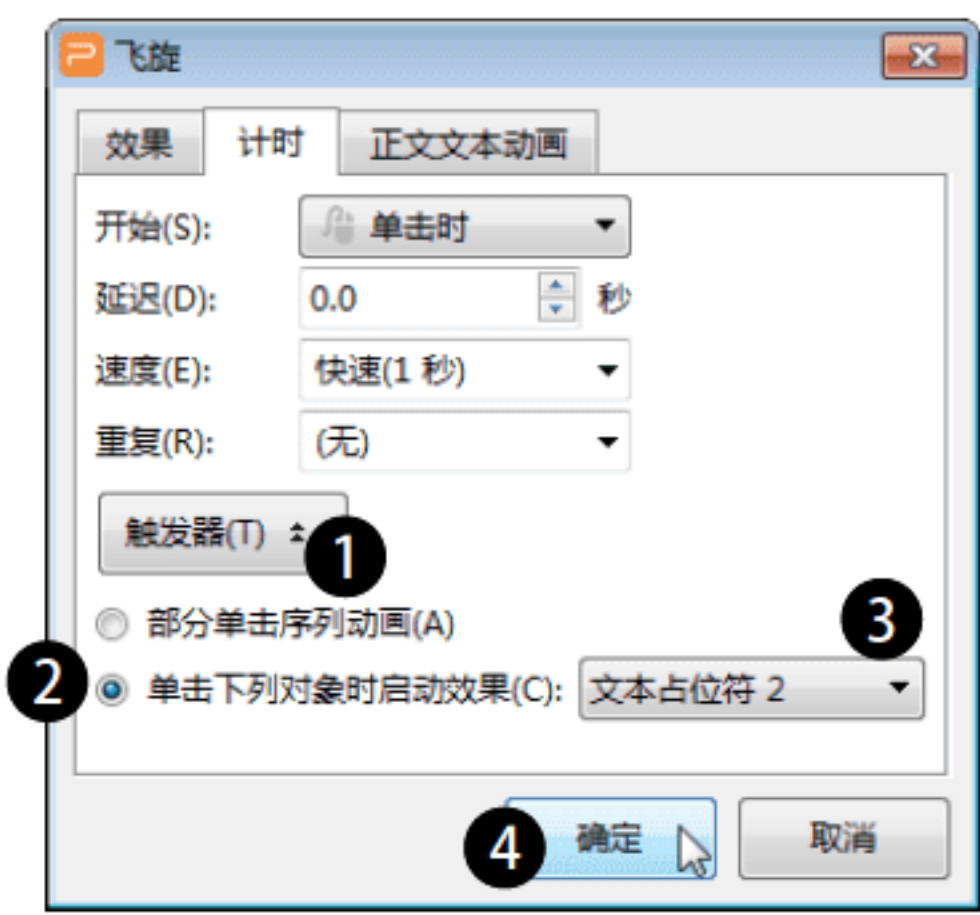 飞旋
效果 计时 正文文本动画
开始(S): 单击时
延迟(D): 0.0 秒
速度(E): 快速(1 秒)
重复(R): (无)
触发器(T) 1
部分单击序列动画(A) 3
2 单击下列对象时启动效果(C): 文本占位符 2
4 确定 取消